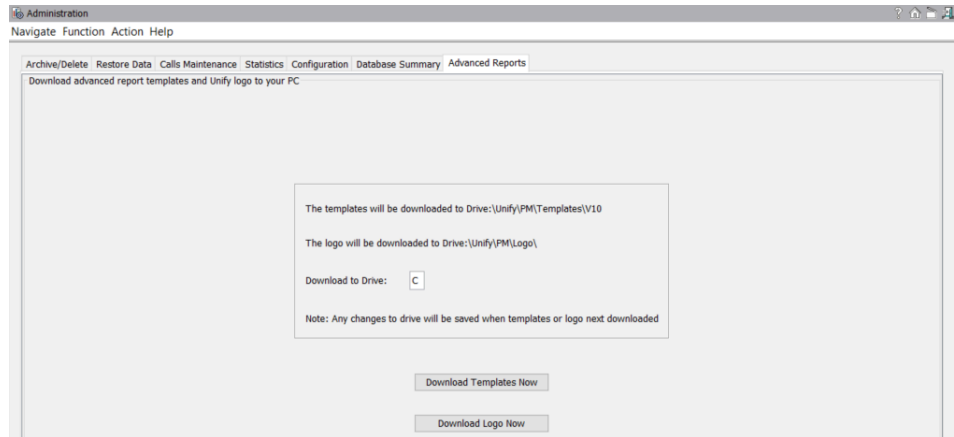 Administration
Navigate Function Action Help
Archive/Delete Restore Data Calls Maintenance Statistics Configuration Database Summary Advanced Reports
Download advanced report templates and Unify logo to your PC
The templates will be downloaded to Drive:\Unify\PM\Templates\V10
The logo will be downloaded to Drive:\Unify\PM\Logo\
Download to Drive: C
Note: Any changes to drive will be saved when templates or logo next downloaded
Download Templates Now
Download Logo Now